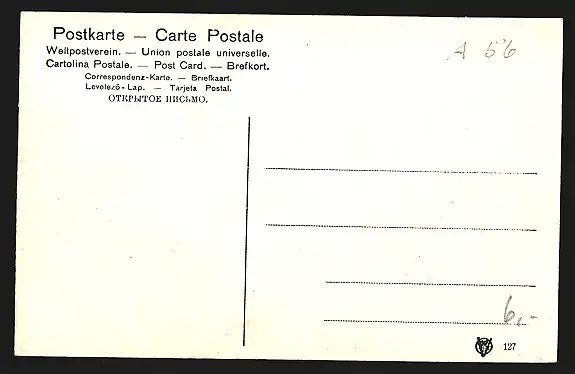 Postkarte — Carte Postale
Weltpostverein. — Union postale universelle.
Cartolina Postale. — Post Card. — Brefkort.
Correspondenz-Karte. — Briefkaart.
Levelező-Lap. — Tarjeta Postal.
ОТКРЫТОЕ ПИСЬМО.
A 56
6,-
127